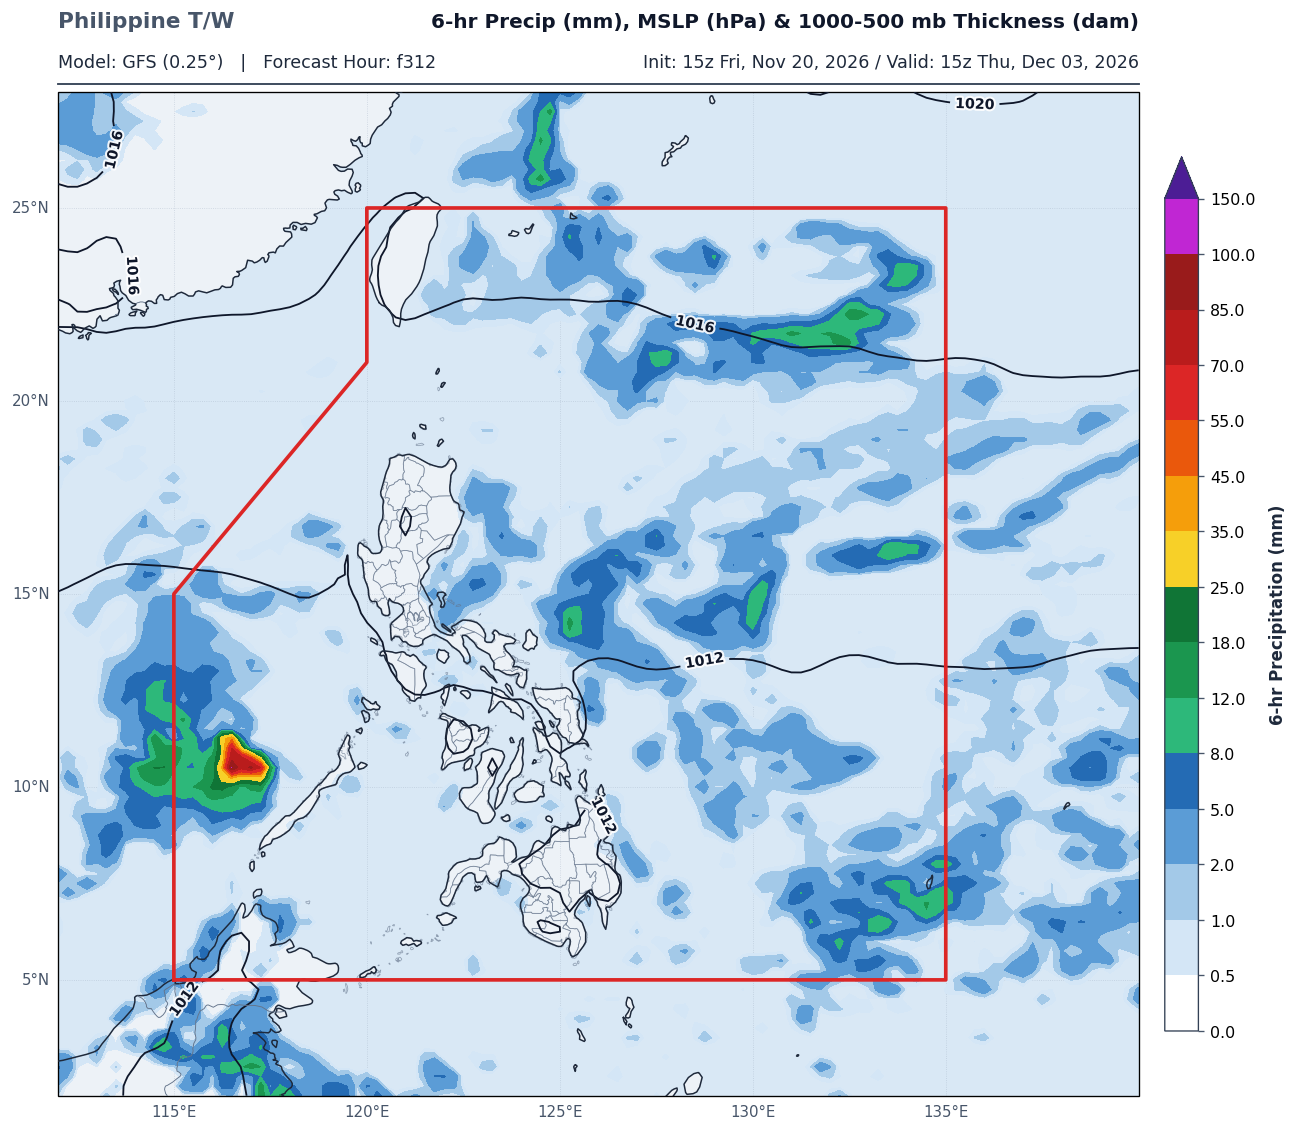 Philippine T/W
6-hr Precip (mm), MSLP (hPa) & 1000-500 mb Thickness (dam)
Model: GFS (0.25°)   |   Forecast Hour: f312
Init: 15z Fri, Nov 20, 2026 / Valid: 15z Thu, Dec 03, 2026
1020
1016
1016
1016
1012
1012
1012
25°N
20°N
15°N
10°N
5°N
115°E
120°E
125°E
130°E
135°E
150.0
100.0
85.0
70.0
55.0
45.0
35.0
25.0
18.0
12.0
8.0
5.0
2.0
1.0
0.5
0.0
6-hr Precipitation (mm)